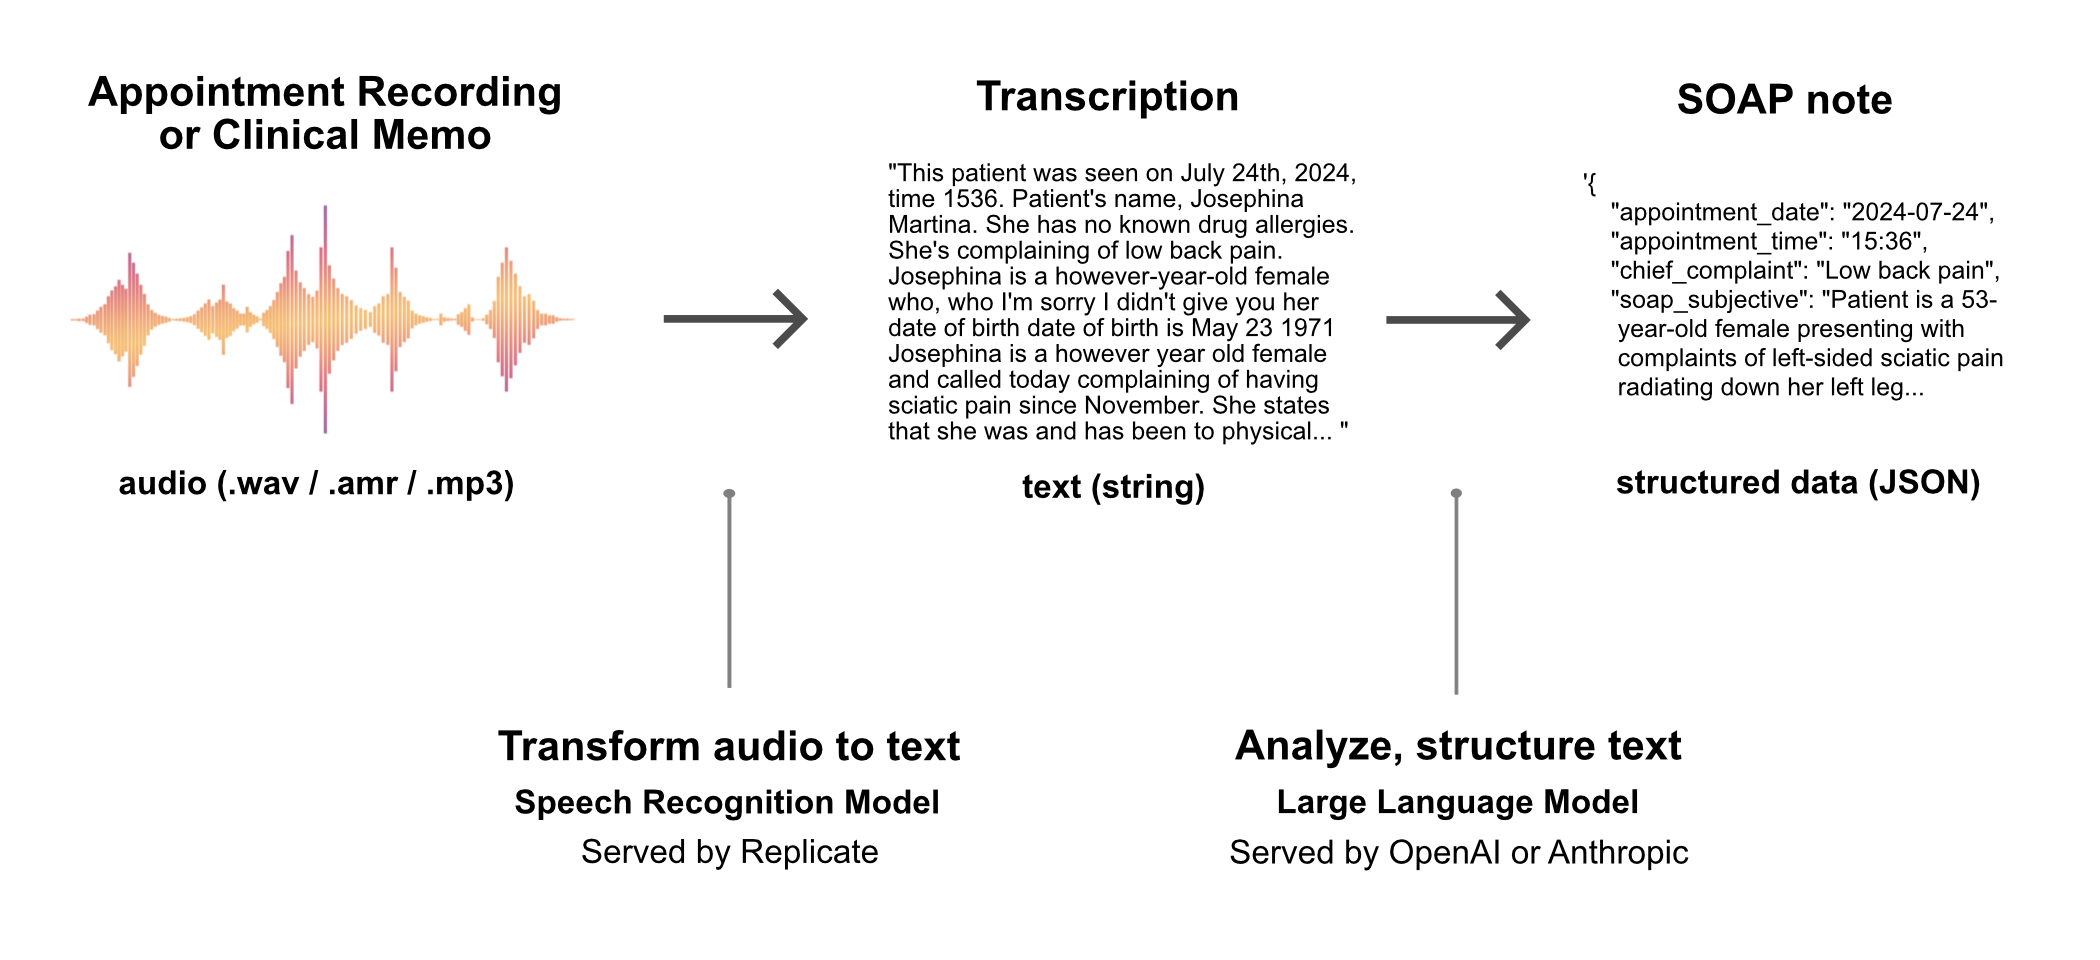 Appointment Recording
or Clinical Memo
audio (.wav / .amr / .mp3)
Transcription
"This patient was seen on July 24th, 2024,
time 1536. Patient's name, Josephina
Martina. She has no known drug allergies.
She's complaining of low back pain.
Josephina is a however-year-old female
who, who I'm sorry I didn't give you her
date of birth date of birth is May 23 1971
Josephina is a however year old female
and called today complaining of having
sciatic pain since November. She states
that she was and has been to physical... "
text (string)
SOAP note
'{
"appointment_date": "2024-07-24",
"appointment_time": "15:36",
"chief_complaint": "Low back pain",
"soap_subjective": "Patient is a 53-
year-old female presenting with
complaints of left-sided sciatic pain
radiating down her left leg...
structured data (JSON)
Transform audio to text
Speech Recognition Model
Served by Replicate
Analyze, structure text
Large Language Model
Served by OpenAI or Anthropic